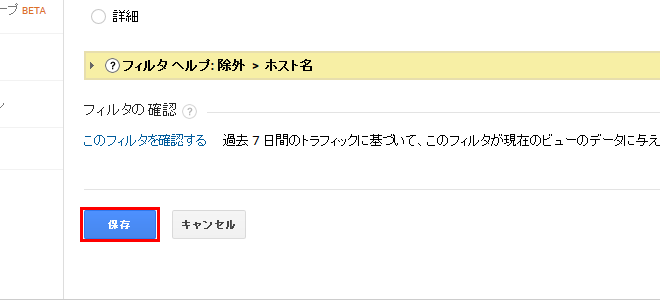 ープ BETA
詳細
? フィルタ ヘルプ: 除外 > ホスト名
フィルタの確認 ?
このフィルタを確認する 過去 7 日間のトラフィックに基づいて、このフィルタが現在のビューのデータに与え
保存 キャンセル